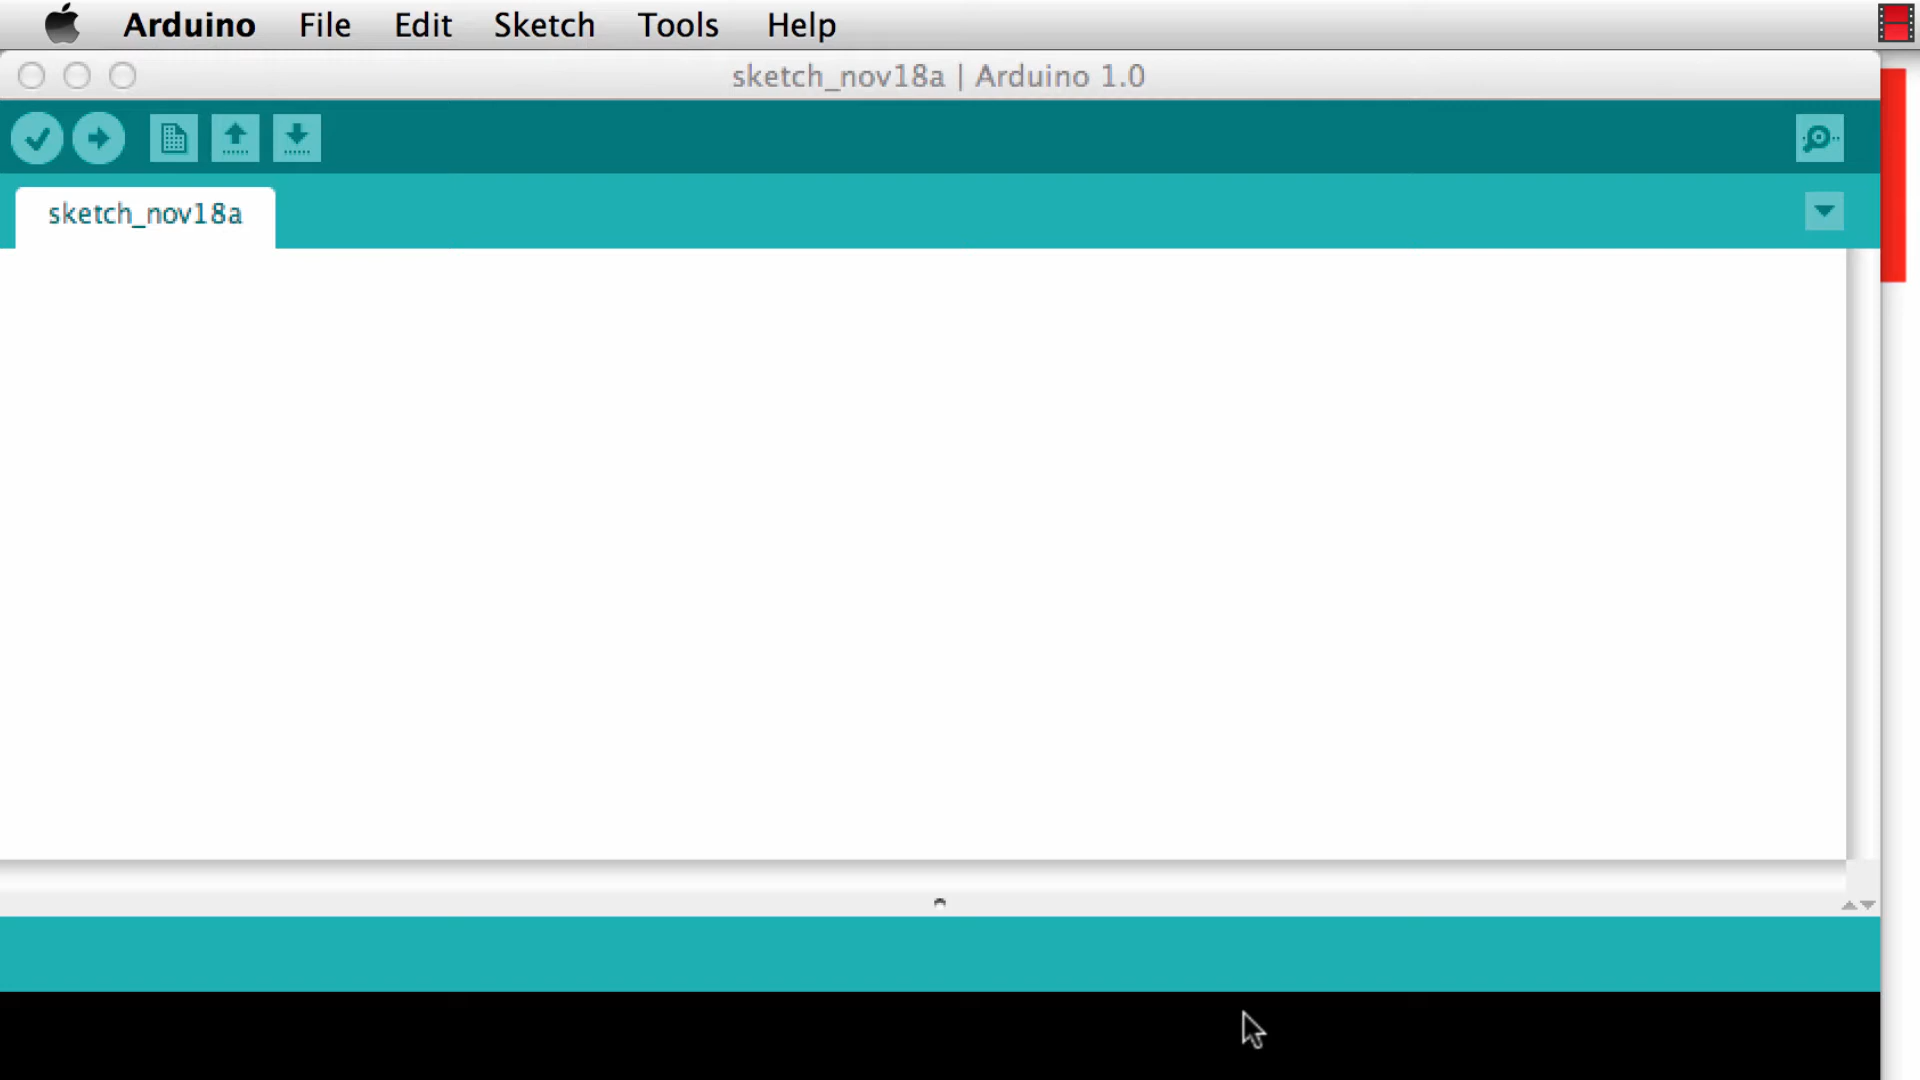 Arduino File Edit Sketch Tools Help
sketch_nov18a | Arduino 1.0
sketch_nov18a